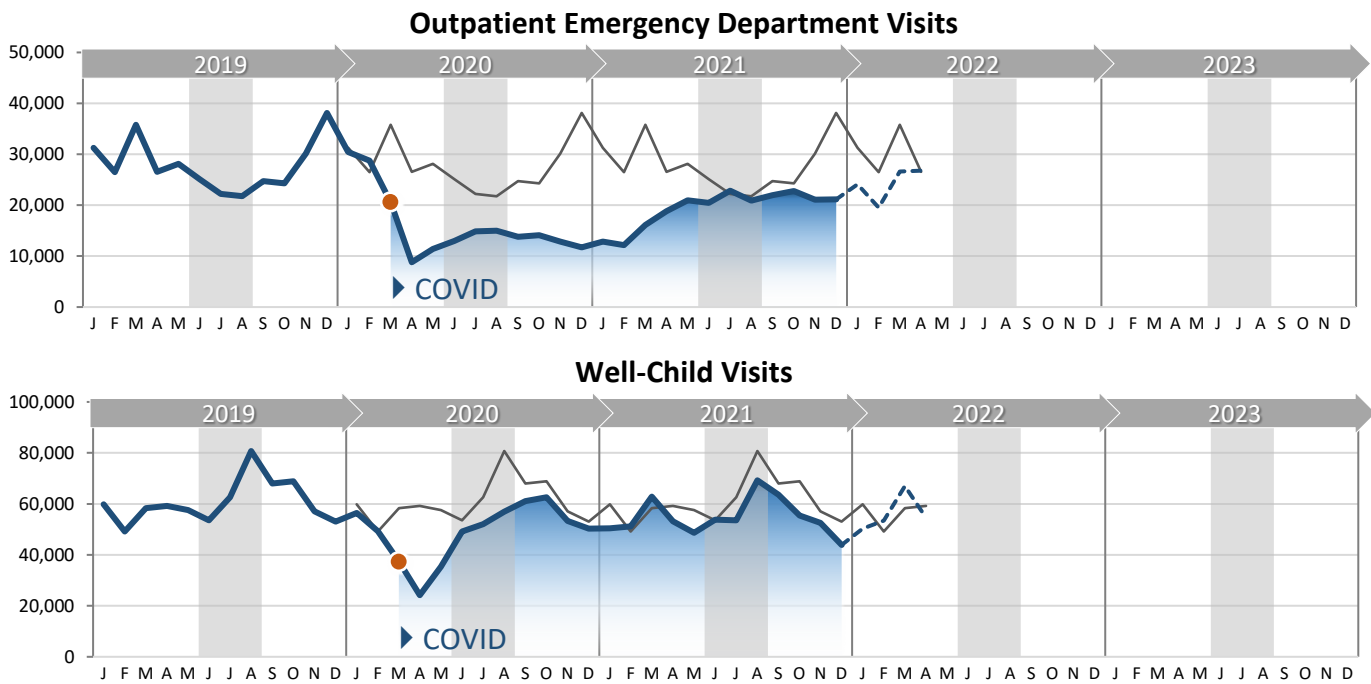 Outpatient Emergency Department Visits
50,000
2019 2020 2021 2022 2023
40,000
30,000
20,000
10,000
COVID
0
J F M A M J J A S O N D J F M A M J J A S O N D J F M A M J J A S O N D J F M A M J J A S O N D J F M A M J J A S O N D
Well-Child Visits
100,000
2019 2020 2021 2022 2023
80,000
60,000
40,000
20,000
COVID
0
J F M A M J J A S O N D J F M A M J J A S O N D J F M A M J J A S O N D J F M A M J J A S O N D J F M A M J J A S O N D